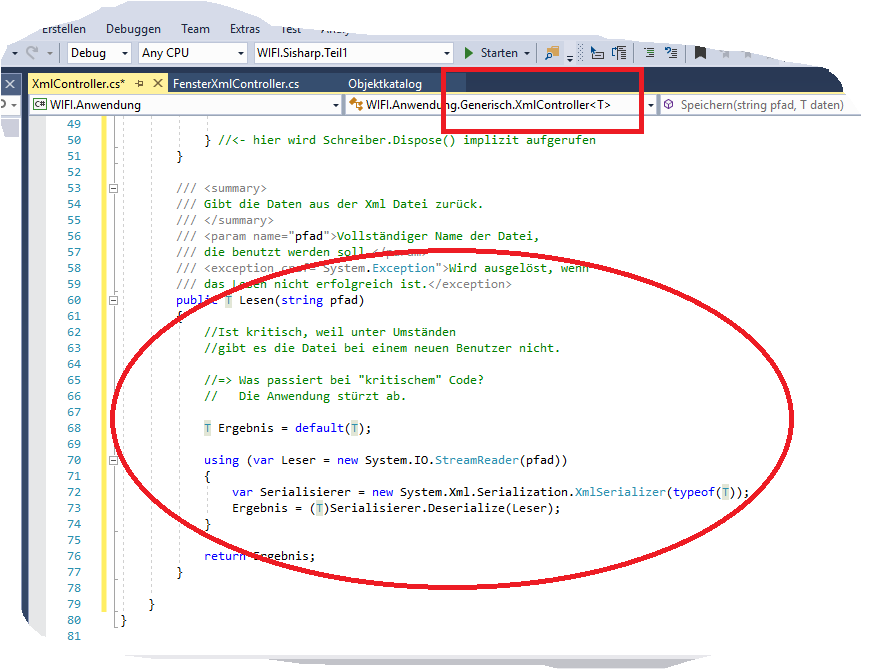 Erstellen Debuggen Team Extras Test
Debug Any CPU WIFI.Sisharp.Teil1 Starten
XmlController.cs* FensterXmlController.cs Objektkatalog
C# WIFI.Anwendung WIFI.Anwendung.Generisch.XmlController<T> Speichern(string pfad, T daten)
49
50 } //<- hier wird Schreiber.Dispose() implizit aufgerufen
51 }
52
53 /// <summary>
54 /// Gibt die Daten aus der Xml Datei zurück.
55 /// </summary>
56 /// <param name="pfad">Vollständiger Name der Datei,
57 /// die benutzt werden soll.</param>
58 /// <exception cref="System.Exception">Wird ausgelöst, wenn
59 /// das Lesen nicht erfolgreich ist.</exception>
60 public T Lesen(string pfad)
61 {
62 //Ist kritisch, weil unter Umständen
63 //gibt es die Datei bei einem neuen Benutzer nicht.
64
65 //=> Was passiert bei "kritischem" Code?
66 // Die Anwendung stürzt ab.
67
68 T Ergebnis = default(T);
69
70 using (var Leser = new System.IO.StreamReader(pfad))
71 {
72 var Serialisierer = new System.Xml.Serialization.XmlSerializer(typeof(T));
73 Ergebnis = (T)Serialisierer.Deserialize(Leser);
74 }
75
76 return Ergebnis;
77 }
78
79 }
80 }
81